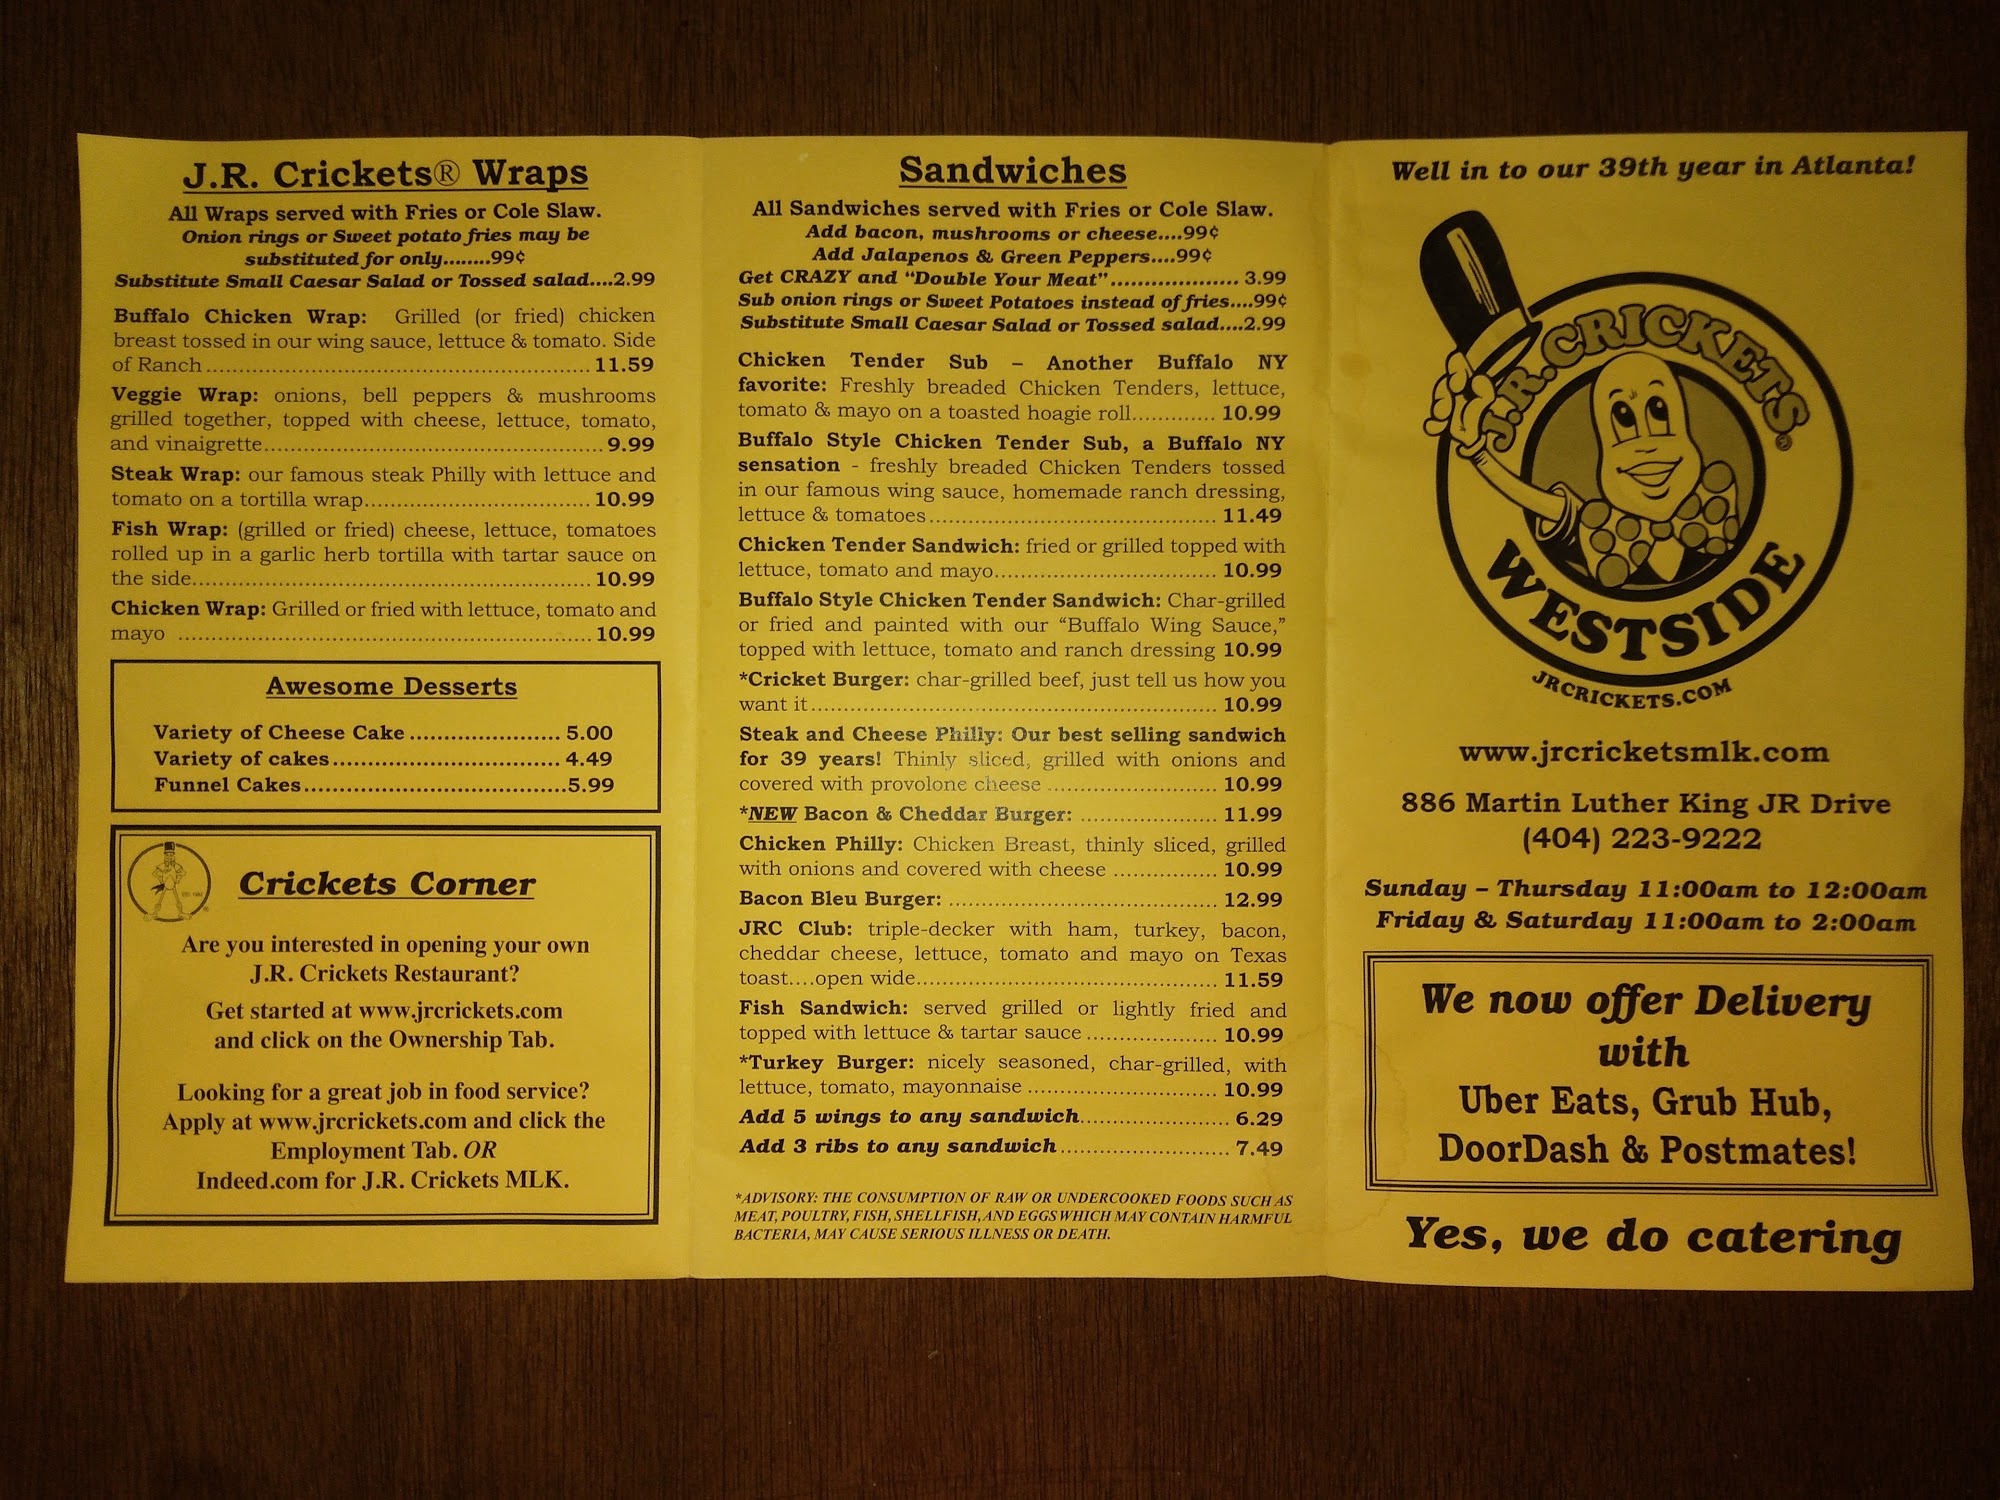 J.R. Crickets® Wraps
All Wraps served with Fries or Cole Slaw.
Onion rings or Sweet potato fries may be
substituted for only........99¢
Substitute Small Caesar Salad or Tossed salad....2.99
Buffalo Chicken Wrap: Grilled (or fried) chicken
breast tossed in our wing sauce, lettuce & tomato. Side
of Ranch ............................................................ 11.59
Veggie Wrap: onions, bell peppers & mushrooms
grilled together, topped with cheese, lettuce, tomato,
and vinaigrette.................................................. 9.99
Steak Wrap: our famous steak Philly with lettuce and
tomato on a tortilla wrap.................................. 10.99
Fish Wrap: (grilled or fried) cheese, lettuce, tomatoes
rolled up in a garlic herb tortilla with tartar sauce on
the side.......................................................... 10.99
Chicken Wrap: Grilled or fried with lettuce, tomato and
mayo ............................................................ 10.99
Awesome Desserts
Variety of Cheese Cake ...................... 5.00
Variety of cakes................................. 4.49
Funnel Cakes......................................5.99
Crickets Corner
Are you interested in opening your own
J.R. Crickets Restaurant?
Get started at www.jrcrickets.com
and click on the Ownership Tab.
Looking for a great job in food service?
Apply at www.jrcrickets.com and click the
Employment Tab. OR
Indeed.com for J.R. Crickets MLK.
Sandwiches
All Sandwiches served with Fries or Cole Slaw.
Add bacon, mushrooms or cheese....99¢
Add Jalapenos & Green Peppers....99¢
Get CRAZY and “Double Your Meat”................... 3.99
Sub onion rings or Sweet Potatoes instead of fries....99¢
Substitute Small Caesar Salad or Tossed salad....2.99
Chicken Tender Sub – Another Buffalo NY
favorite: Freshly breaded Chicken Tenders, lettuce,
tomato & mayo on a toasted hoagie roll............ 10.99
Buffalo Style Chicken Tender Sub, a Buffalo NY
sensation - freshly breaded Chicken Tenders tossed
in our famous wing sauce, homemade ranch dressing,
lettuce & tomatoes .......................................... 11.49
Chicken Tender Sandwich: fried or grilled topped with
lettuce, tomato and mayo................................. 10.99
Buffalo Style Chicken Tender Sandwich: Char-grilled
or fried and painted with our “Buffalo Wing Sauce,”
topped with lettuce, tomato and ranch dressing 10.99
*Cricket Burger: char-grilled beef, just tell us how you
want it ........................................................... 10.99
Steak and Cheese Philly: Our best selling sandwich
for 39 years! Thinly sliced, grilled with onions and
covered with provolone cheese ......................... 10.99
*NEW Bacon & Cheddar Burger: .................... 11.99
Chicken Philly: Chicken Breast, thinly sliced, grilled
with onions and covered with cheese ............... 10.99
Bacon Bleu Burger: ....................................... 12.99
JRC Club: triple-decker with ham, turkey, bacon,
cheddar cheese, lettuce, tomato and mayo on Texas
toast....open wide............................................ 11.59
Fish Sandwich: served grilled or lightly fried and
topped with lettuce & tartar sauce ................... 10.99
*Turkey Burger: nicely seasoned, char-grilled, with
lettuce, tomato, mayonnaise ............................ 10.99
Add 5 wings to any sandwich...................... 6.29
Add 3 ribs to any sandwich ......................... 7.49
*ADVISORY: THE CONSUMPTION OF RAW OR UNDERCOOKED FOODS SUCH AS
MEAT, POULTRY, FISH, SHELLFISH, AND EGGS WHICH MAY CONTAIN HARMFUL
BACTERIA, MAY CAUSE SERIOUS ILLNESS OR DEATH.
Well in to our 39th year in Atlanta!
J.R. CRICKETS®
WESTSIDE
JRCRICKETS.COM
www.jrcricketsmlk.com
886 Martin Luther King JR Drive
(404) 223-9222
Sunday – Thursday 11:00am to 12:00am
Friday & Saturday 11:00am to 2:00am
We now offer Delivery
with
Uber Eats, Grub Hub,
DoorDash & Postmates!
Yes, we do catering